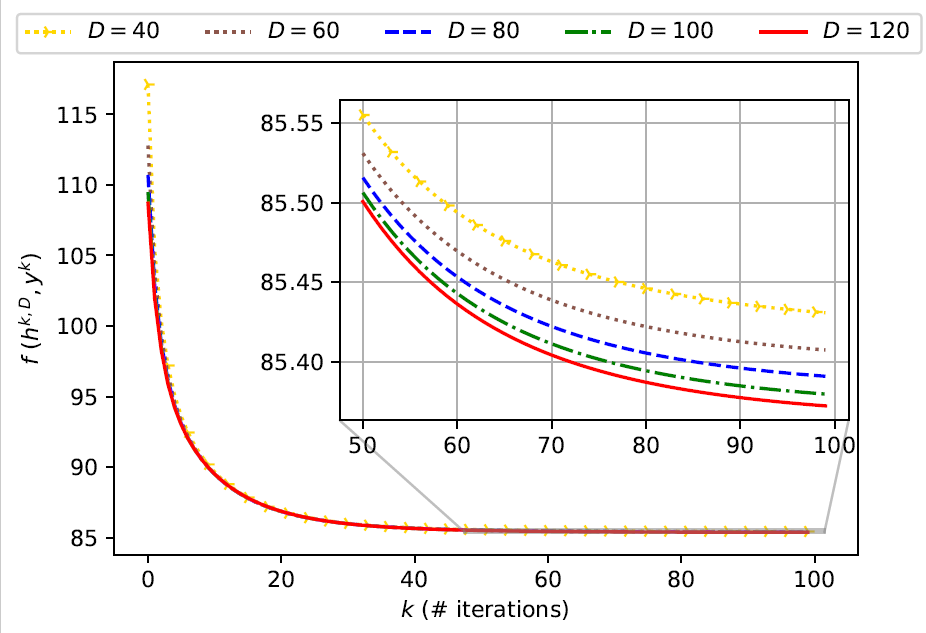 D = 40 D = 60 D = 80 D = 100 D = 120
115
110
105
100
95
90
85
f (h^{k, D}, y^k)
85.55
85.50
85.45
85.40
50 60 70 80 90 100
0 20 40 60 80 100
k (# iterations)